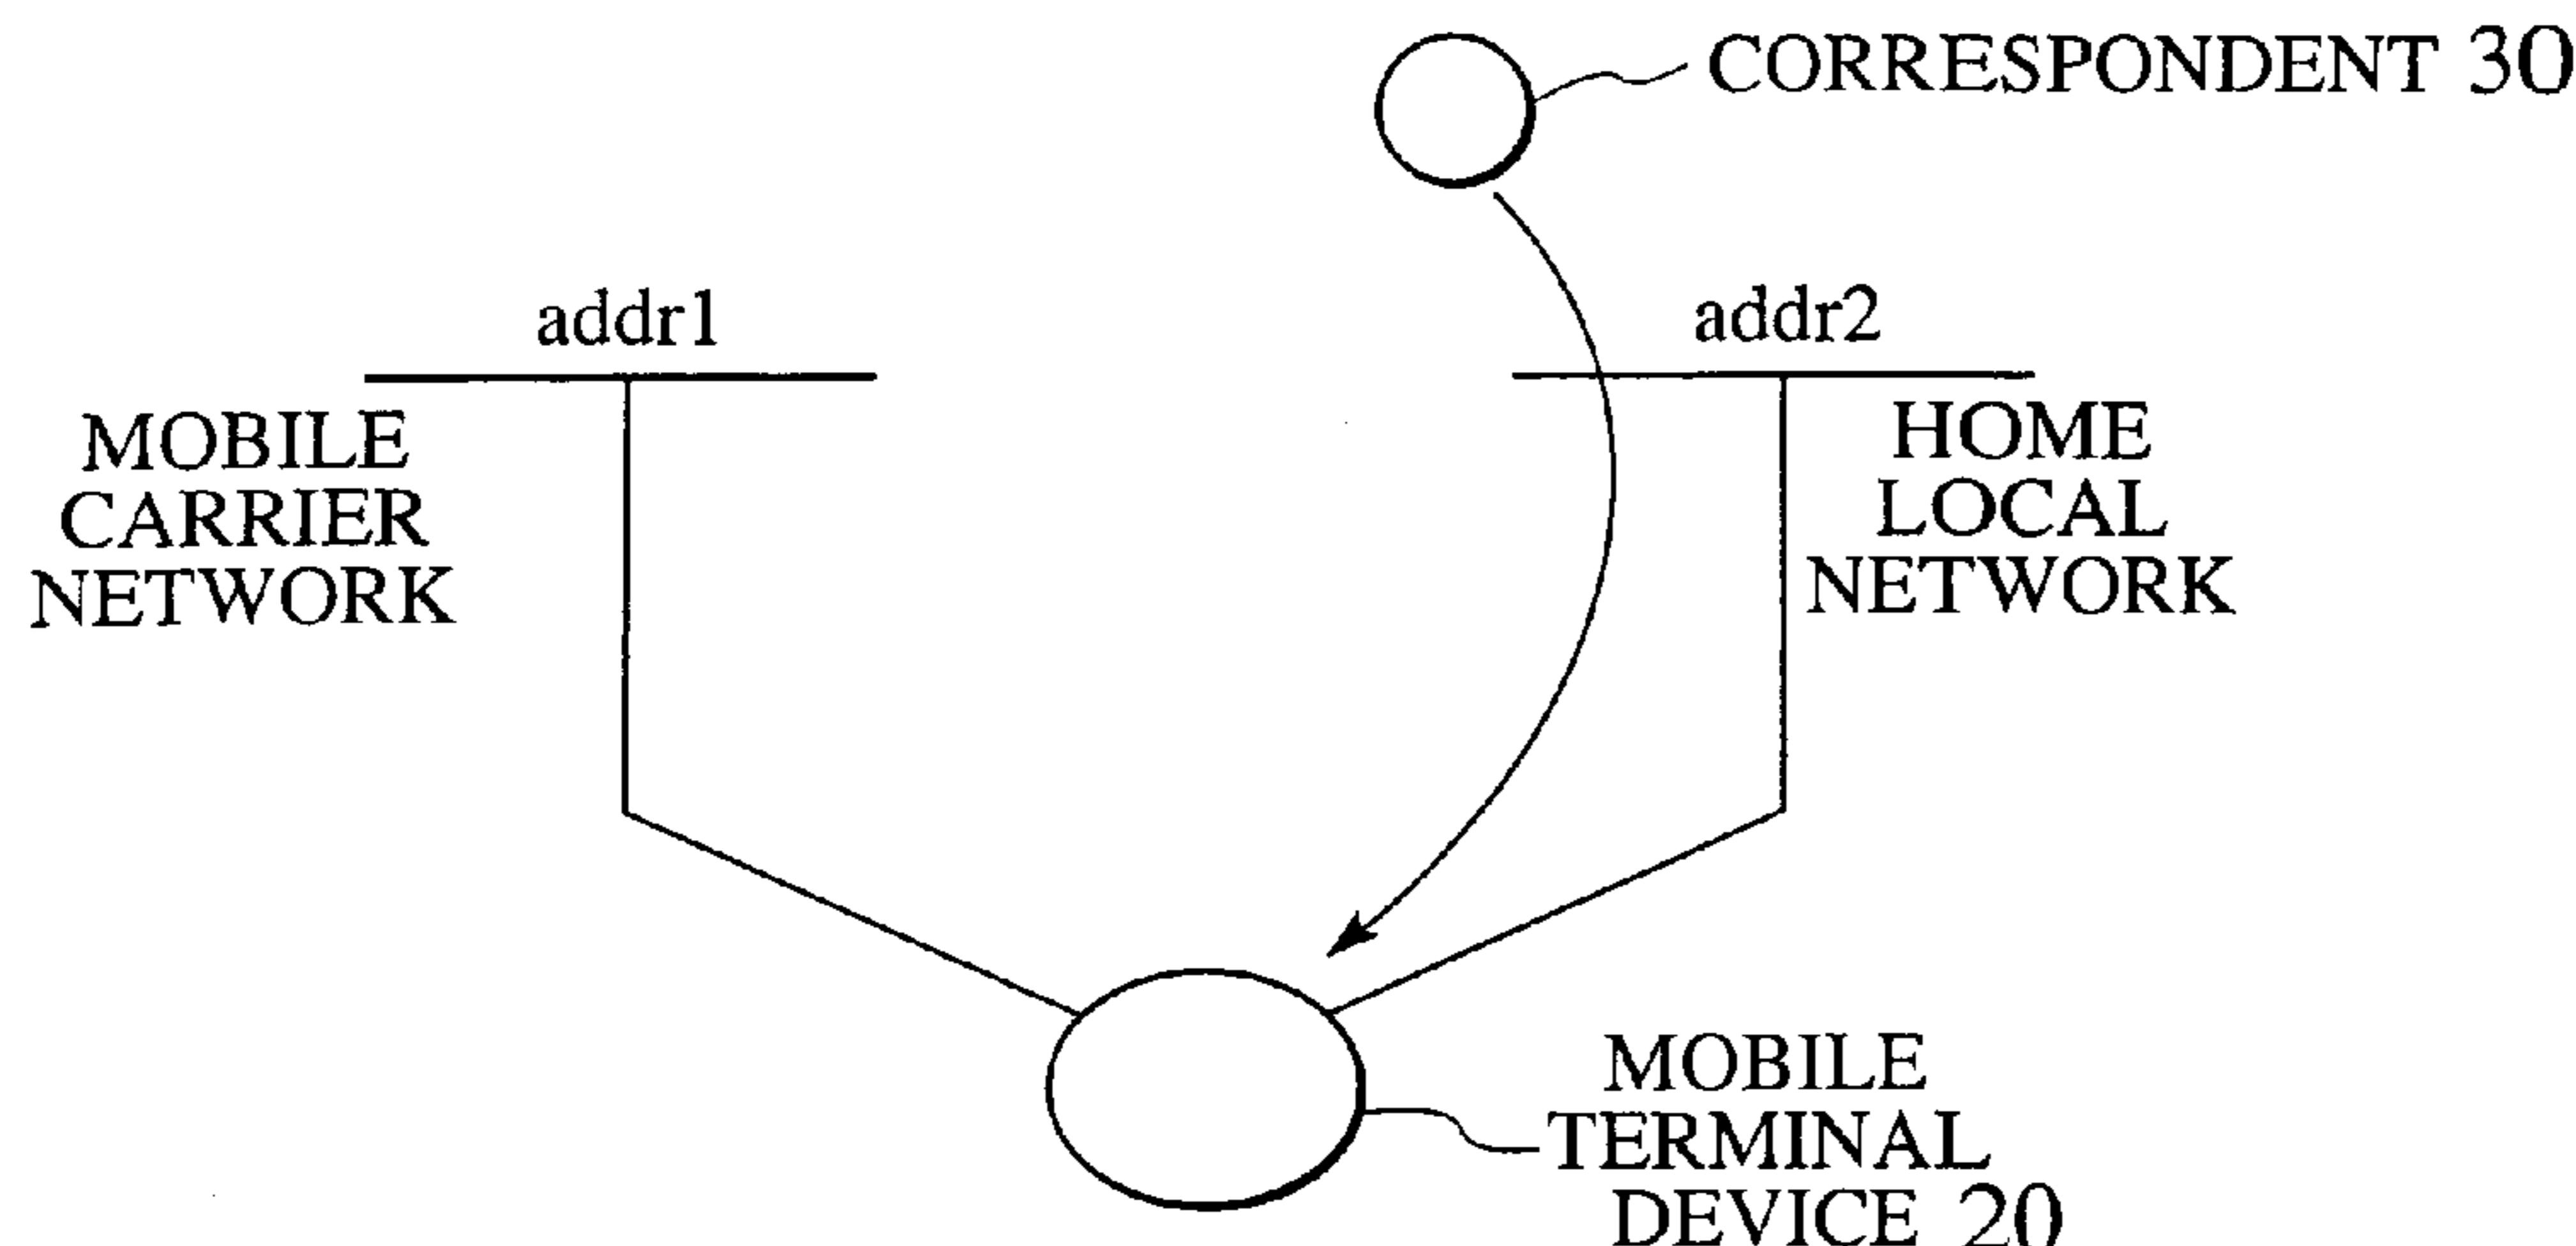 CORRESPONDENT 30
addr1
addr2
MOBILE
CARRIER
NETWORK
HOME
LOCAL
NETWORK
MOBILE
TERMINAL
DEVICE 20